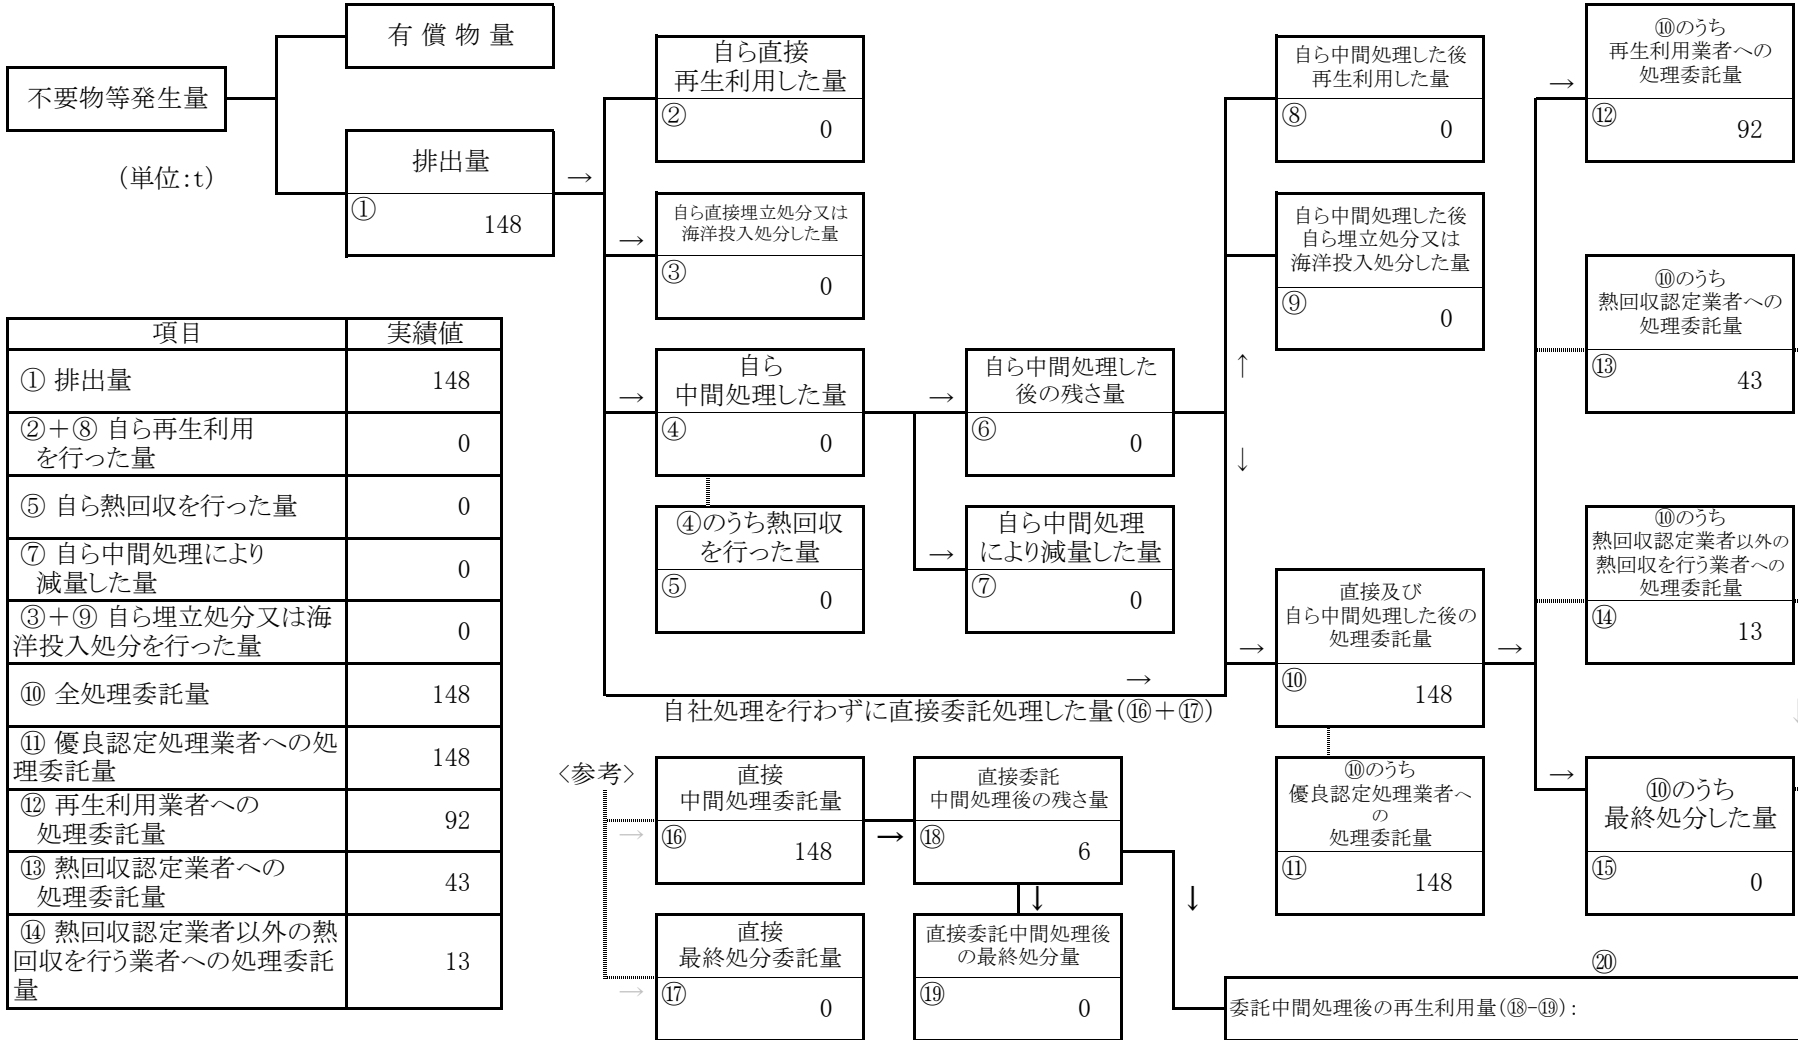 有 償 物 量
不要物等発生量
(単位:t)
排出量
①
148
→
自ら直接
再生利用した量
②
0
→
自ら直接埋立処分又は
海洋投入処分した量
③
0
→
自ら
中間処理した量
④
0
④のうち熱回収
を行った量
⑤
0
→
自ら中間処理した
後の残さ量
⑥
0
→
自ら中間処理
により減量した量
⑦
0
自ら中間処理した後
再生利用した量
⑧
0
自ら中間処理した後
自ら埋立処分又は
海洋投入処分した量
⑨
0
↑
↓
→
直接及び
自ら中間処理した後の
処理委託量
⑩
148
⑩のうち
優良認定処理業者へ
の
処理委託量
⑪
148
→
→
⑩のうち
再生利用業者への
処理委託量
⑫
92
⑩のうち
熱回収認定業者への
処理委託量
⑬
43
⑩のうち
熱回収認定業者以外の
熱回収を行う業者への
処理委託量
⑭
13
→
⑩のうち
最終処分した量
⑮
0
→
自社処理を行わずに直接委託処理した量(⑯+⑰)
<参考>
→
直接
中間処理委託量
⑯
148
→
直接委託
中間処理後の残さ量
⑱
6
→
直接
最終処分委託量
⑰
0
↓
直接委託中間処理後
の最終処分量
⑲
0
↓
⑳
委託中間処理後の再生利用量(⑱-⑲):
項目 実績値
① 排出量 148
②+⑧ 自ら再生利用
を行った量 0
⑤ 自ら熱回収を行った量 0
⑦ 自ら中間処理により
減量した量 0
③+⑨ 自ら埋立処分又は海
洋投入処分を行った量 0
⑩ 全処理委託量 148
⑪ 優良認定処理業者への処
理委託量 148
⑫ 再生利用業者への
処理委託量 92
⑬ 熱回収認定業者への
処理委託量 43
⑭ 熱回収認定業者以外の熱
回収を行う業者への処理委託
量 13